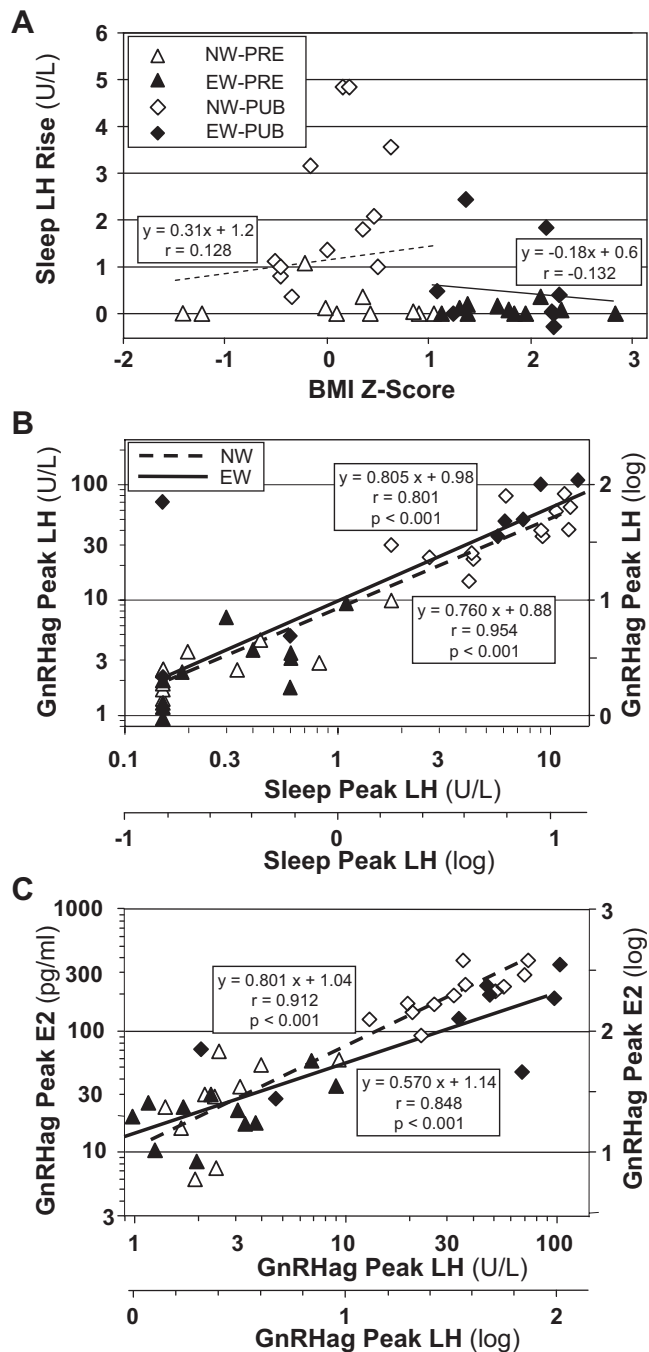 A
Sleep LH Rise (U/L)
6
5
4
3
2
1
0
NW-PRE
EW-PRE
NW-PUB
EW-PUB
y = 0.31x + 1.2
r = 0.128
y = -0.18x + 0.6
r = -0.132
-2 -1 0 1 2 3
BMI Z-Score
B
GnRHag Peak LH (U/L)
100
30
10
3
1
NW
EW
y = 0.805 x + 0.98
r = 0.801
p < 0.001
y = 0.760 x + 0.88
r = 0.954
p < 0.001
2
1
0
GnRHag Peak LH (log)
0.1 0.3 1 3 10
Sleep Peak LH (U/L)
-1 0 1
Sleep Peak LH (log)
C
GnRHag Peak E2 (pg/ml)
1000
300
100
30
10
3
y = 0.801 x + 1.04
r = 0.912
p < 0.001
y = 0.570 x + 1.14
r = 0.848
p < 0.001
3
2
1
GnRHag Peak E2 (log)
1 3 10 30 100
GnRHag Peak LH (U/L)
0 1 2
GnRHag Peak LH (log)